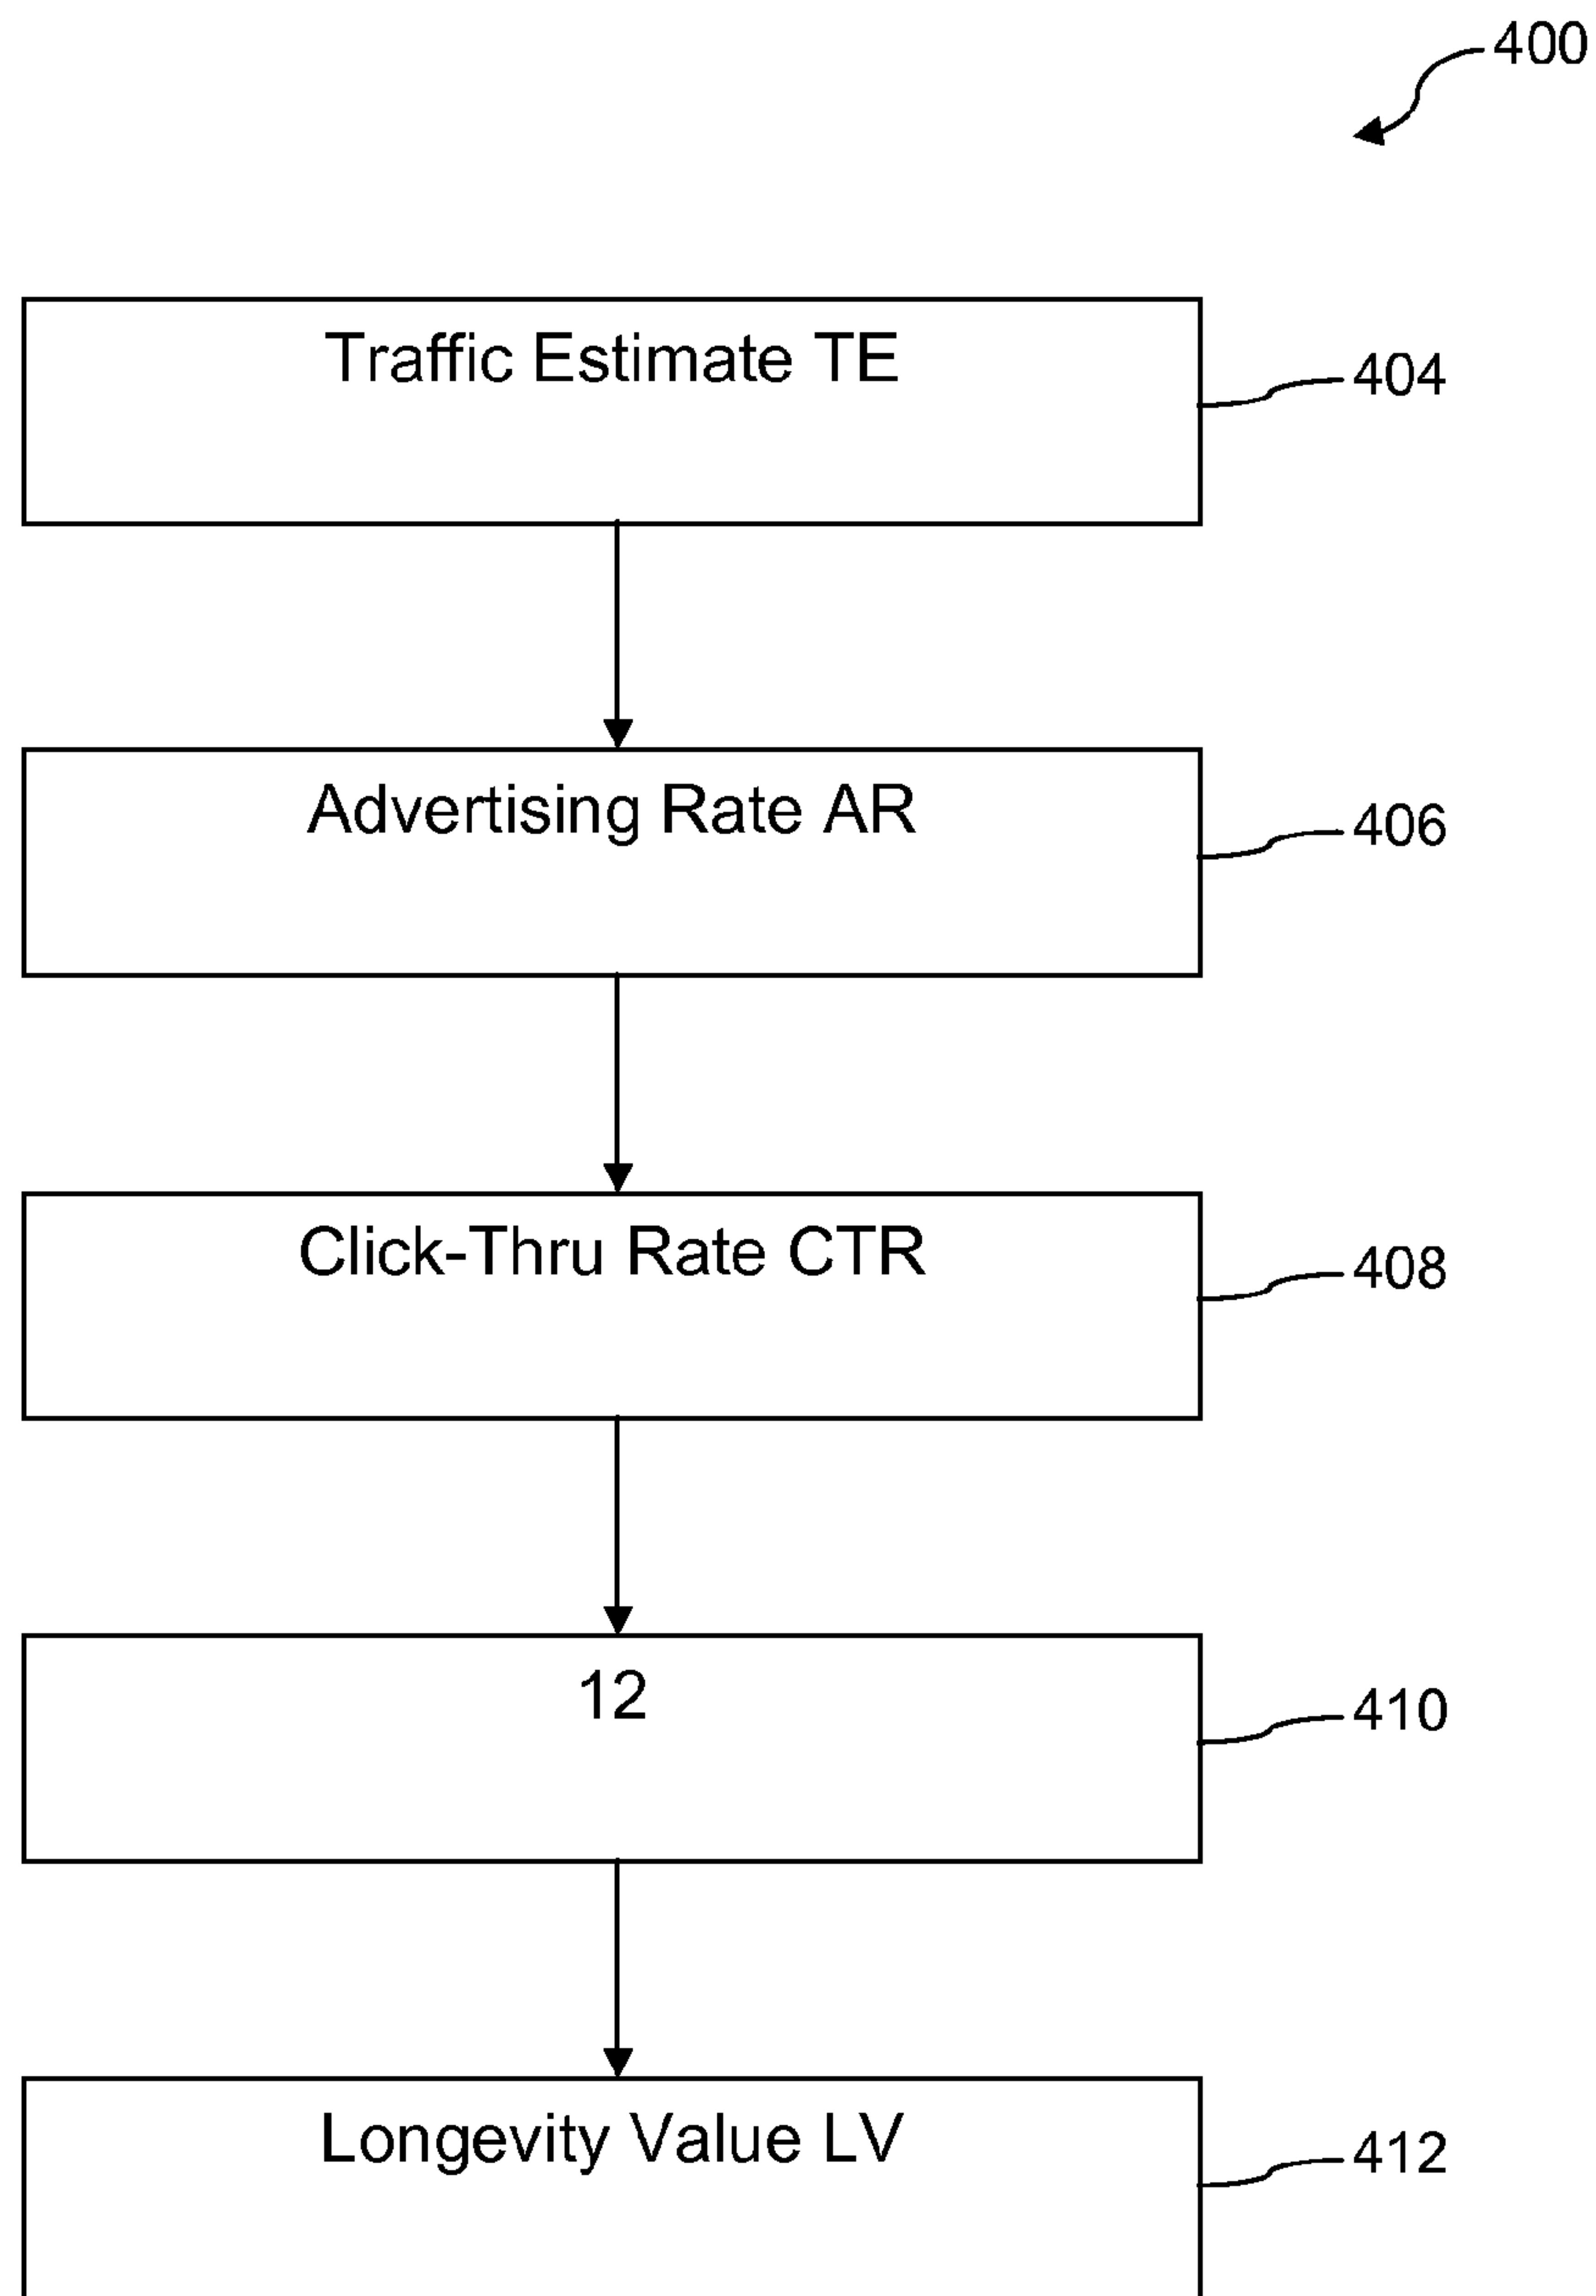 400
Traffic Estimate TE
404
Advertising Rate AR
406
Click-Thru Rate CTR
408
12
410
Longevity Value LV
412